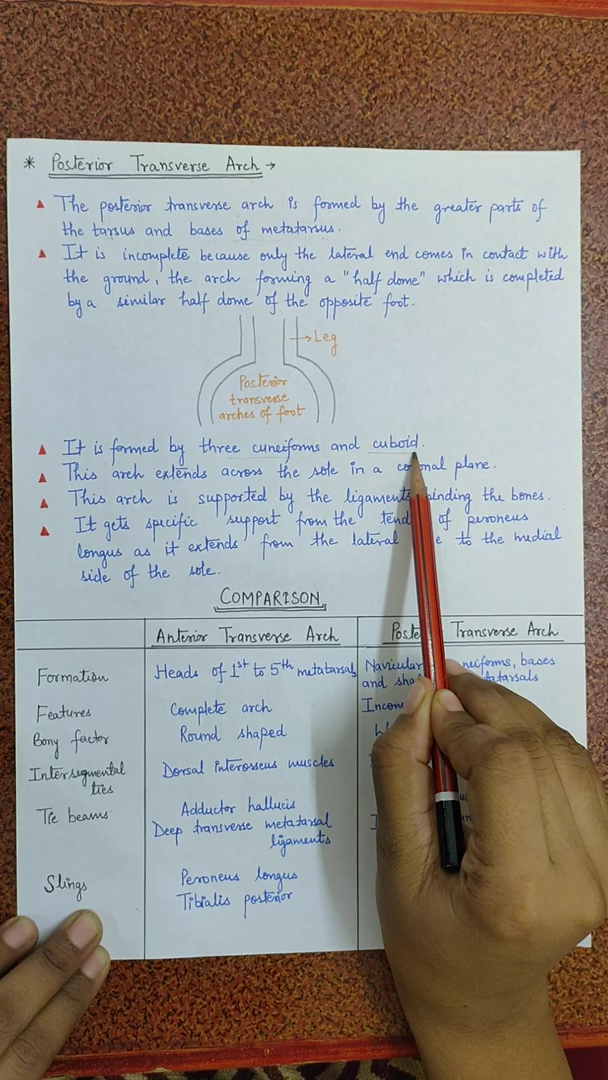 * Posterior Transverse Arch →
▲ The posterior transverse arch is formed by the greater parts of
the tarsus and bases of metatarsus.
▲ It is incomplete because only the lateral end comes in contact with
the ground, the arch forming a "half dome" which is completed
by a similar half dome of the opposite foot.
→ Leg
Posterior
transverse
arches of foot
▲ It is formed by three cuneiforms and cuboid.
▲ This arch extends across the sole in a plane.
▲ This arch is supported by the ligaments binding the bones.
▲ It gets specific support from the of peroneus
longus as it extends from the lateral to the medial
side of the sole.
COMPARISON
Anterior Transverse Arch Transverse Arch
Formation Heads of 1st to 5th metatarsals bases
and
Features Complete arch
Bony factor Round shaped
Intersegmental Dorsal interosseus muscles
ties
Tie beams Adductor hallucis
Deep transverse metatarsal
ligaments
Slings Peroneus longus
Tibialis posterior